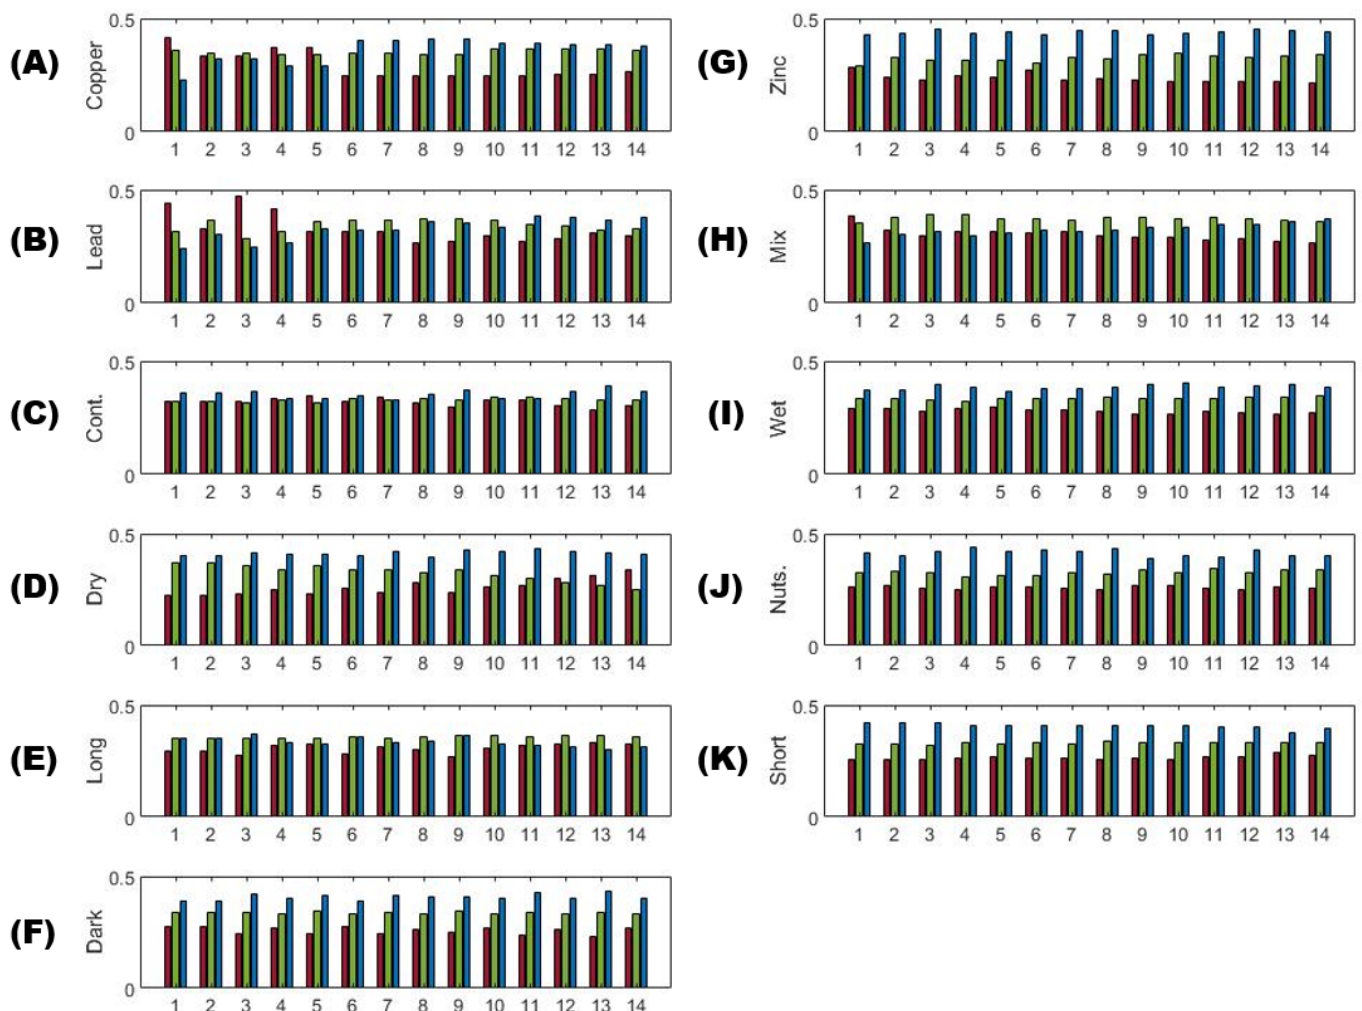 (A) Copper 0.5 0
1 2 3 4 5 6 7 8 9 10 11 12 13 14
(G) Zinc 0.5 0
1 2 3 4 5 6 7 8 9 10 11 12 13 14
(B) Lead 0.5 0
1 2 3 4 5 6 7 8 9 10 11 12 13 14
(H) Mix 0.5 0
1 2 3 4 5 6 7 8 9 10 11 12 13 14
(C) Cont. 0.5 0
1 2 3 4 5 6 7 8 9 10 11 12 13 14
(I) Wet 0.5 0
1 2 3 4 5 6 7 8 9 10 11 12 13 14
(D) Dry 0.5 0
1 2 3 4 5 6 7 8 9 10 11 12 13 14
(J) Nuts. 0.5 0
1 2 3 4 5 6 7 8 9 10 11 12 13 14
(E) Long 0.5 0
1 2 3 4 5 6 7 8 9 10 11 12 13 14
(K) Short 0.5 0
1 2 3 4 5 6 7 8 9 10 11 12 13 14
(F) Dark 0.5 0
1 2 3 4 5 6 7 8 9 10 11 12 13 14